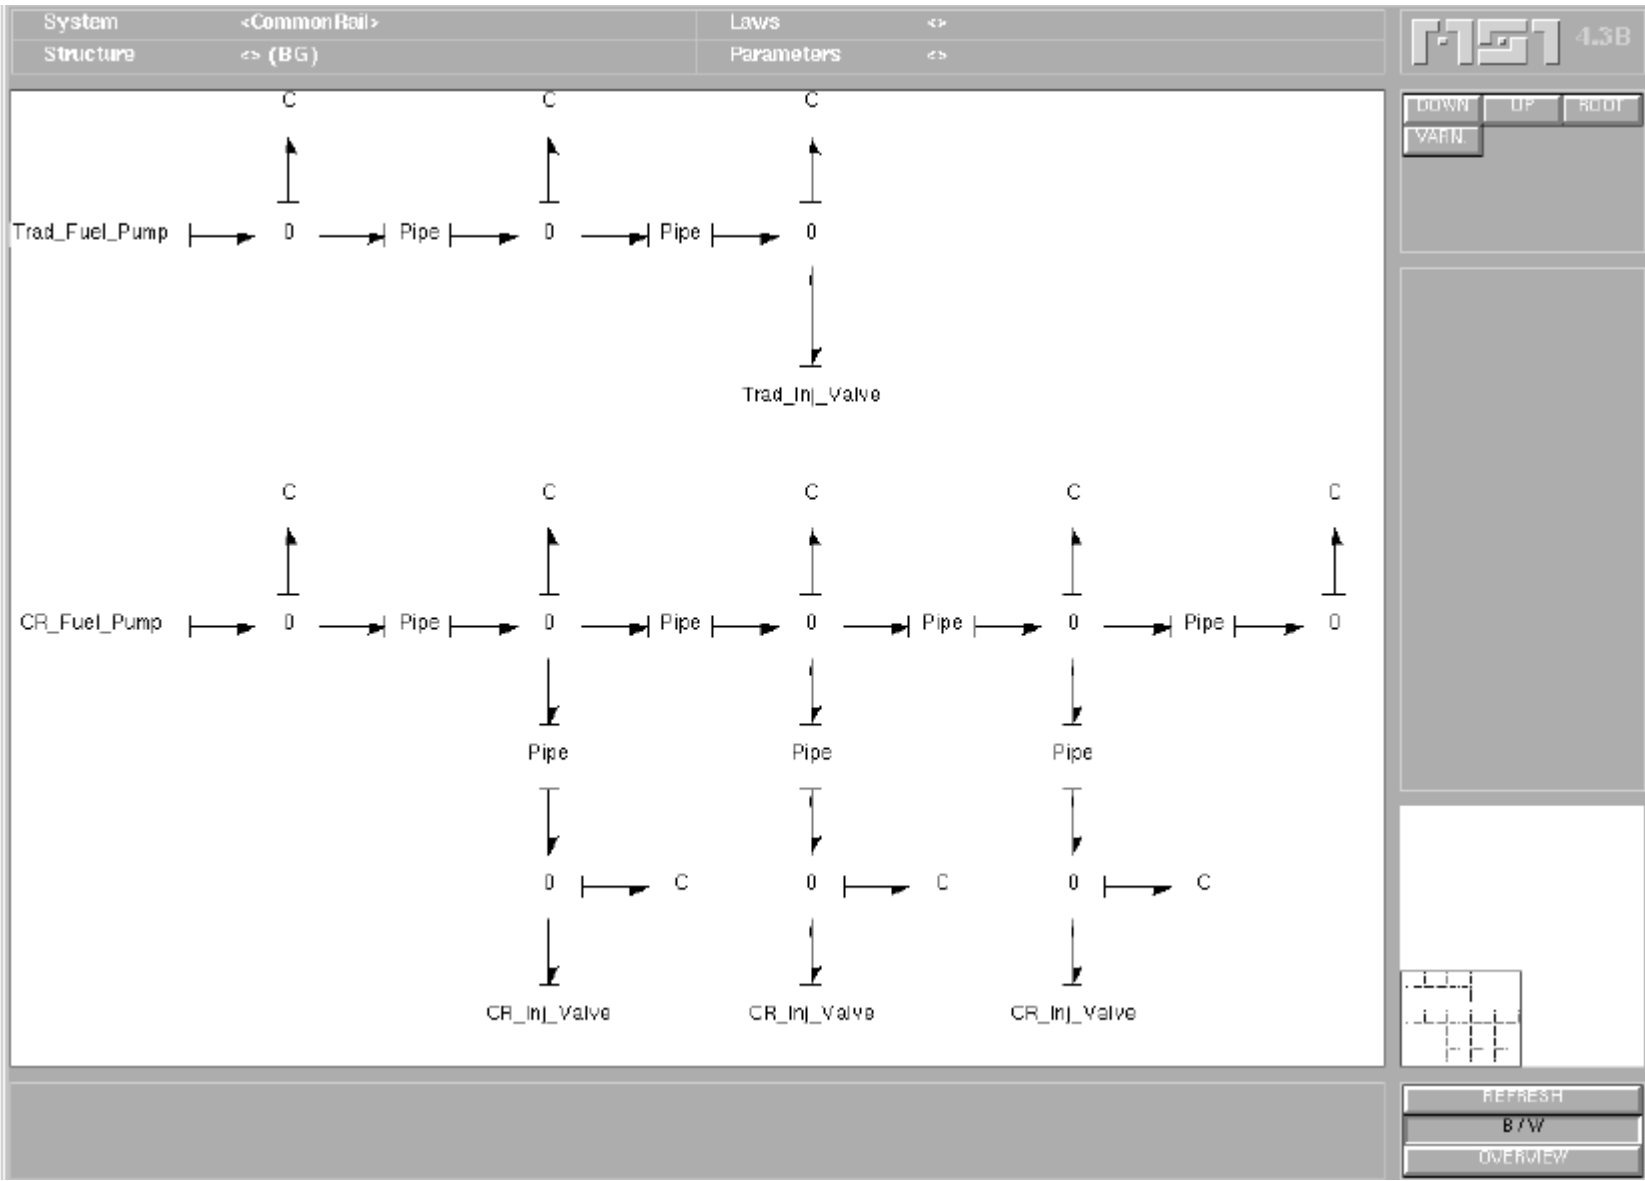 System <CommonRail> Laws <>
Structure <> (BG) Parameters <>
MS1 4.3B
DOWN UP ROOT
VARN.
C C C
Trad_Fuel_Pump 0 Pipe 0 Pipe 0
Trad_Inj_Valve
C C C C C
CR_Fuel_Pump 0 Pipe 0 Pipe 0 Pipe 0 Pipe 0
Pipe Pipe Pipe
0 C 0 C 0 C
CR_Inj_Valve CR_Inj_Valve CR_Inj_Valve
REFRESH
B/W
OVERVIEW